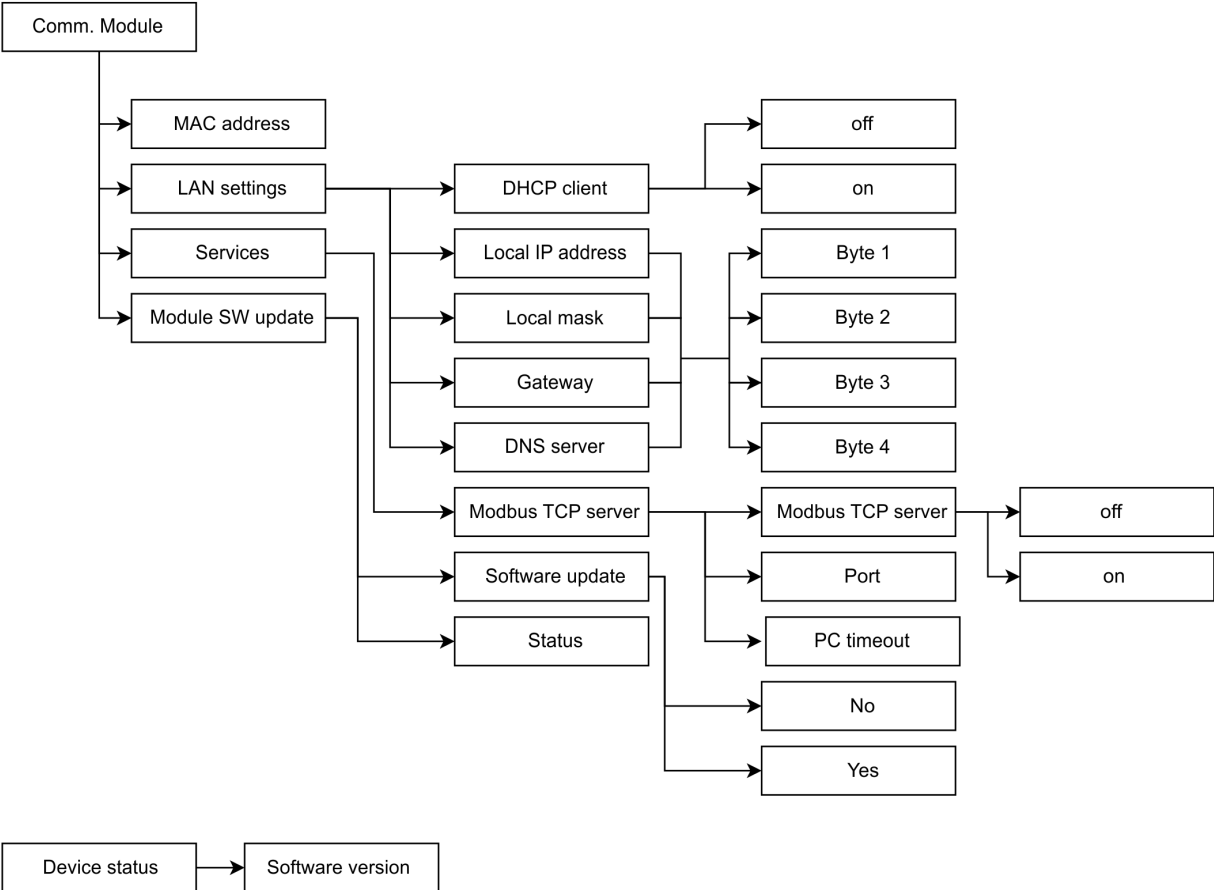 Comm. Module
MAC address
off
LAN settings
DHCP client
on
Services
Local IP address
Byte 1
Module SW update
Local mask
Byte 2
Gateway
Byte 3
DNS server
Byte 4
Modbus TCP server
Modbus TCP server
off
Software update
Port
on
Status
PC timeout
No
Yes
Device status
Software version